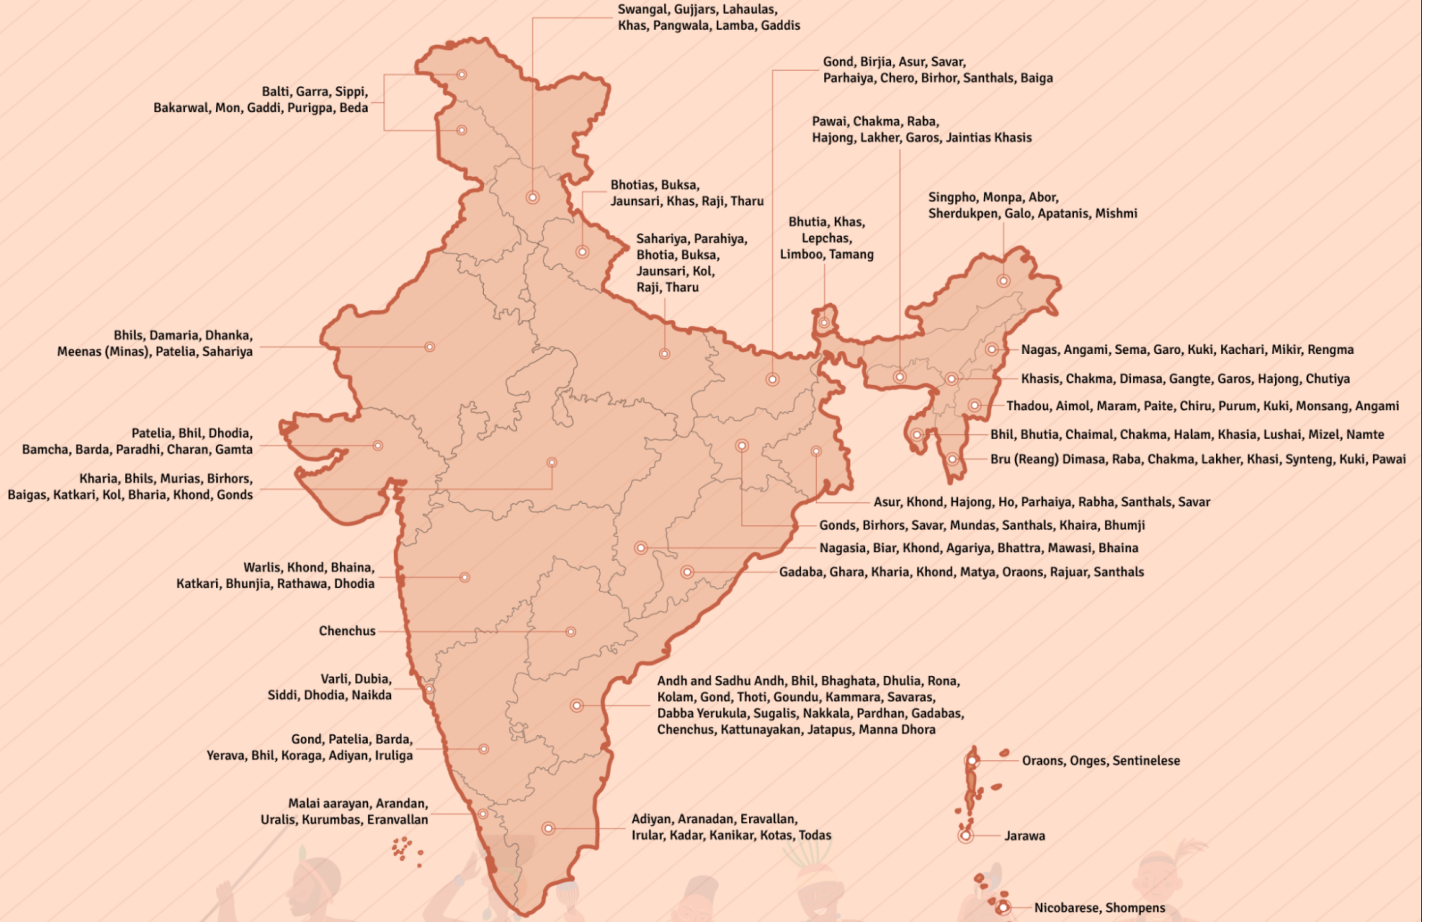 Swangal, Gujjars, Lahaulas,
Khas, Pangwala, Lamba, Gaddis
Gond, Birjia, Asur, Savar,
Parhaiya, Chero, Birhor, Santhals, Baiga
Balti, Garra, Sippi,
Bakarwal, Mon, Gaddi, Purigpa, Beda
Pawai, Chakma, Raba,
Hajong, Lakher, Garos, Jaintias Khasis
Bhotias, Buksa,
Jaunsari, Khas, Raji, Tharu
Singpho, Monpa, Abor,
Sherdukpen, Galo, Apatanis, Mishmi
Bhutia, Khas,
Lepchas,
Limboo, Tamang
Sahariya, Parahiya,
Bhotia, Buksa,
Jaunsari, Kol,
Raji, Tharu
Bhils, Damaria, Dhanka,
Meenas (Minas), Patelia, Sahariya
Nagas, Angami, Sema, Garo, Kuki, Kachari, Mikir, Rengma
Khasis, Chakma, Dimasa, Gangte, Garos, Hajong, Chutiya
Thadou, Aimol, Maram, Paite, Chiru, Purum, Kuki, Monsang, Angami
Patelia, Bhil, Dhodia,
Bamcha, Barda, Paradhi, Charan, Gamta
Bhil, Bhutia, Chaimal, Chakma, Halam, Khasia, Lushai, Mizel, Namte
Bru (Reang) Dimasa, Raba, Chakma, Lakher, Khasi, Synteng, Kuki, Pawai
Kharia, Bhils, Murias, Birhors,
Baigas, Katkari, Kol, Bharia, Khond, Gonds
Asur, Khond, Hajong, Ho, Parhaiya, Rabha, Santhals, Savar
Gonds, Birhors, Savar, Mundas, Santhals, Khaira, Bhumji
Nagasia, Biar, Khond, Agariya, Bhattra, Mawasi, Bhaina
Warlis, Khond, Bhaina,
Katkari, Bhunjia, Rathawa, Dhodia
Gadaba, Ghara, Kharia, Khond, Matya, Oraons, Rajuar, Santhals
Chenchus
Varli, Dubia,
Siddi, Dhodia, Naikda
Andh and Sadhu Andh, Bhil, Bhaghata, Dhulia, Rona,
Kolam, Gond, Thoti, Goundu, Kammara, Savaras,
Dabba Yerukula, Sugalis, Nakkala, Pardhan, Gadabas,
Chenchus, Kattunayakan, Jatapus, Manna Dhora
Gond, Patelia, Barda,
Yerava, Bhil, Koraga, Adiyan, Iruliga
Oraons, Onges, Sentinelese
Malai aarayan, Arandan,
Uralis, Kurumbas, Eranvallan
Adiyan, Aranadan, Eravallan,
Irular, Kadar, Kanikar, Kotas, Todas
Jarawa
Nicobarese, Shompens